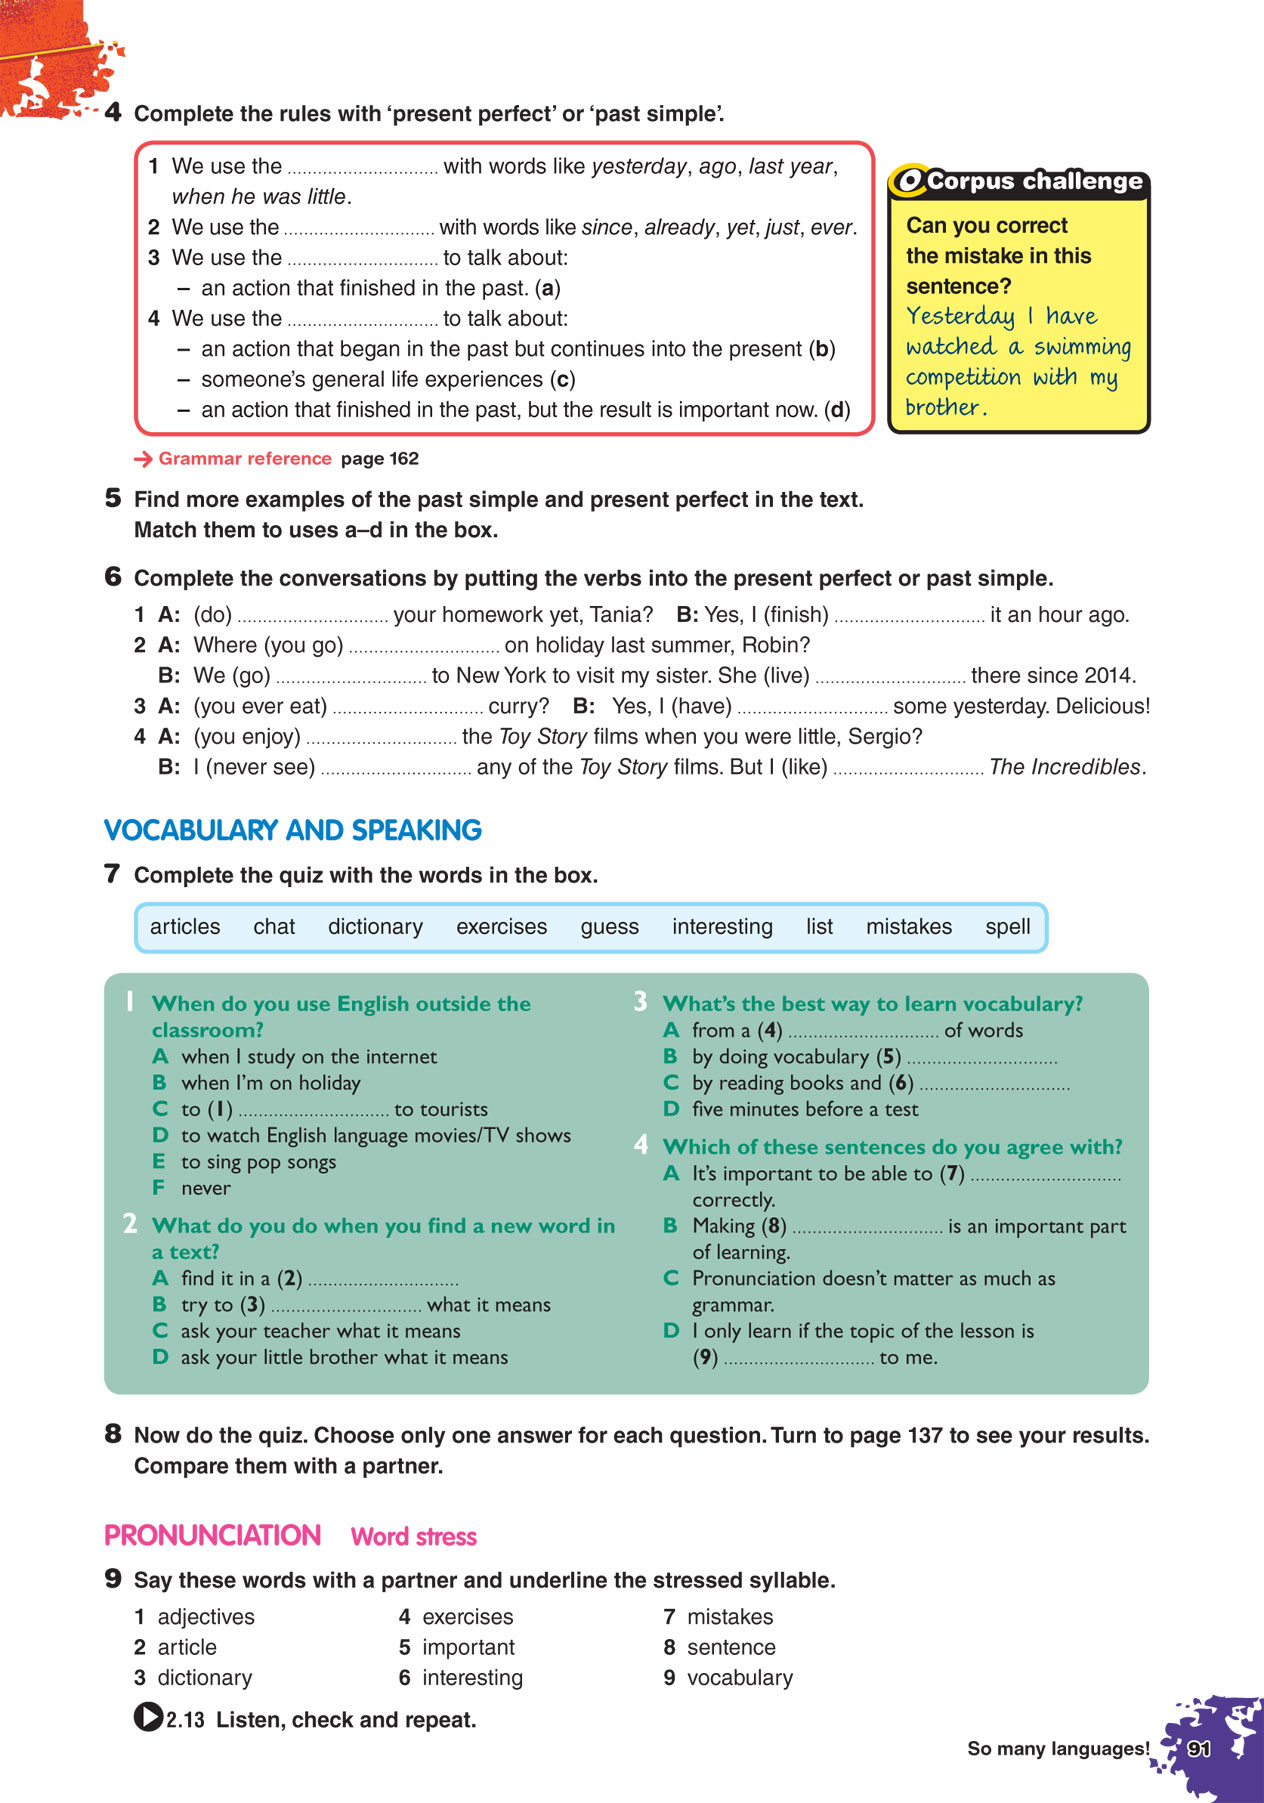 4 Complete the rules with ‘present perfect’ or ‘past simple’.
1 We use the .............................. with words like yesterday, ago, last year,
when he was little.
2 We use the .............................. with words like since, already, yet, just, ever.
3 We use the .............................. to talk about:
– an action that finished in the past. (a)
4 We use the .............................. to talk about:
– an action that began in the past but continues into the present (b)
– someone’s general life experiences (c)
– an action that finished in the past, but the result is important now. (d)
Corpus challenge
Can you correct
the mistake in this
sentence?
Yesterday I have
watched a swimming
competition with my
brother.
→ Grammar reference page 162
5 Find more examples of the past simple and present perfect in the text.
Match them to uses a–d in the box.
6 Complete the conversations by putting the verbs into the present perfect or past simple.
1 A: (do) .............................. your homework yet, Tania? B: Yes, I (finish) .............................. it an hour ago.
2 A: Where (you go) .............................. on holiday last summer, Robin?
B: We (go) .............................. to New York to visit my sister. She (live) .............................. there since 2014.
3 A: (you ever eat) .............................. curry? B: Yes, I (have) .............................. some yesterday. Delicious!
4 A: (you enjoy) .............................. the Toy Story films when you were little, Sergio?
B: I (never see) .............................. any of the Toy Story films. But I (like) .............................. The Incredibles.
VOCABULARY AND SPEAKING
7 Complete the quiz with the words in the box.
articles chat dictionary exercises guess interesting list mistakes spell
1 When do you use English outside the
classroom?
A when I study on the internet
B when I’m on holiday
C to (1) .............................. to tourists
D to watch English language movies/TV shows
E to sing pop songs
F never
2 What do you do when you find a new word in
a text?
A find it in a (2) ..............................
B try to (3) .............................. what it means
C ask your teacher what it means
D ask your little brother what it means
3 What’s the best way to learn vocabulary?
A from a (4) .............................. of words
B by doing vocabulary (5) ..............................
C by reading books and (6) ..............................
D five minutes before a test
4 Which of these sentences do you agree with?
A It’s important to be able to (7) ..............................
correctly.
B Making (8) .............................. is an important part
of learning.
C Pronunciation doesn’t matter as much as
grammar.
D I only learn if the topic of the lesson is
(9) .............................. to me.
8 Now do the quiz. Choose only one answer for each question. Turn to page 137 to see your results.
Compare them with a partner.
PRONUNCIATION Word stress
9 Say these words with a partner and underline the stressed syllable.
1 adjectives 4 exercises 7 mistakes
2 article 5 important 8 sentence
3 dictionary 6 interesting 9 vocabulary
2.13 Listen, check and repeat.
So many languages! 91